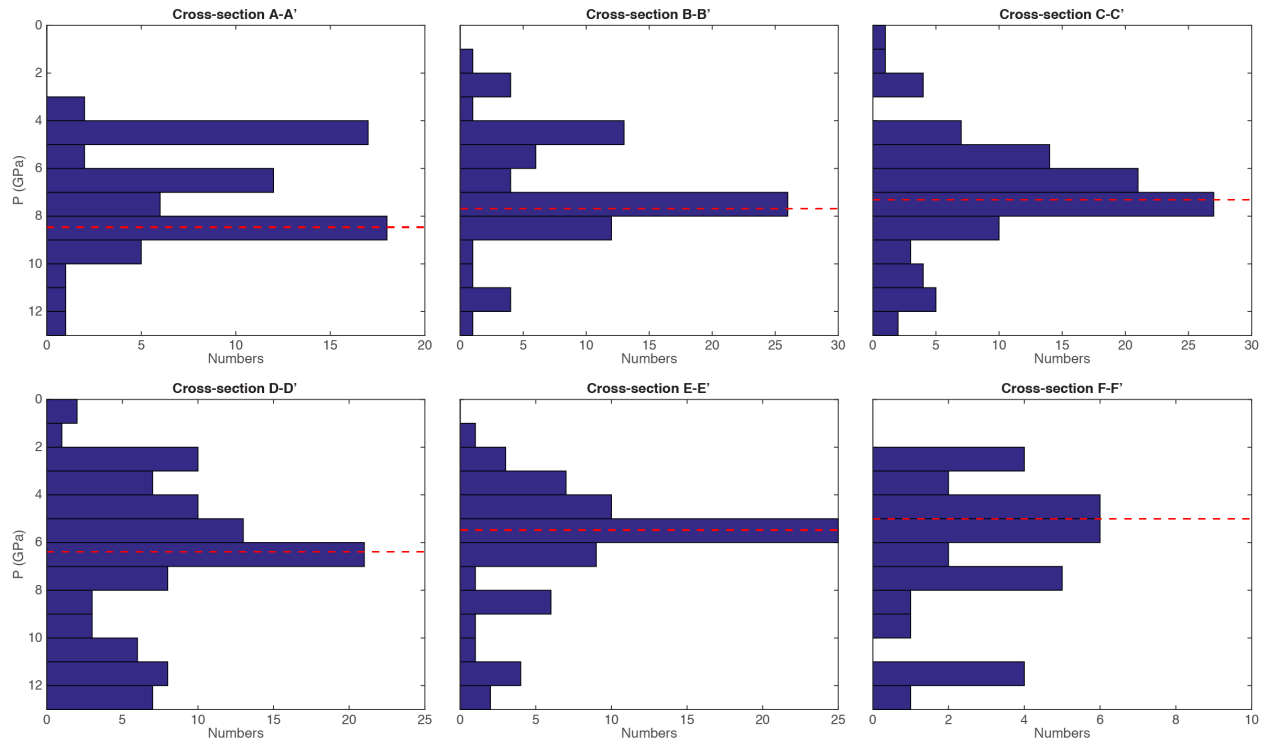 Cross-section A-A’
Cross-section B-B’
Cross-section C-C’
P (GPa)
0
2
4
6
8
10
12
0 5 10 15 20
0 5 10 15 20 25 30
0 5 10 15 20 25 30
Numbers
Numbers
Numbers
Cross-section D-D’
Cross-section E-E’
Cross-section F-F’
P (GPa)
0
2
4
6
8
10
12
0 5 10 15 20 25
0 5 10 15 20 25
0 2 4 6 8 10
Numbers
Numbers
Numbers